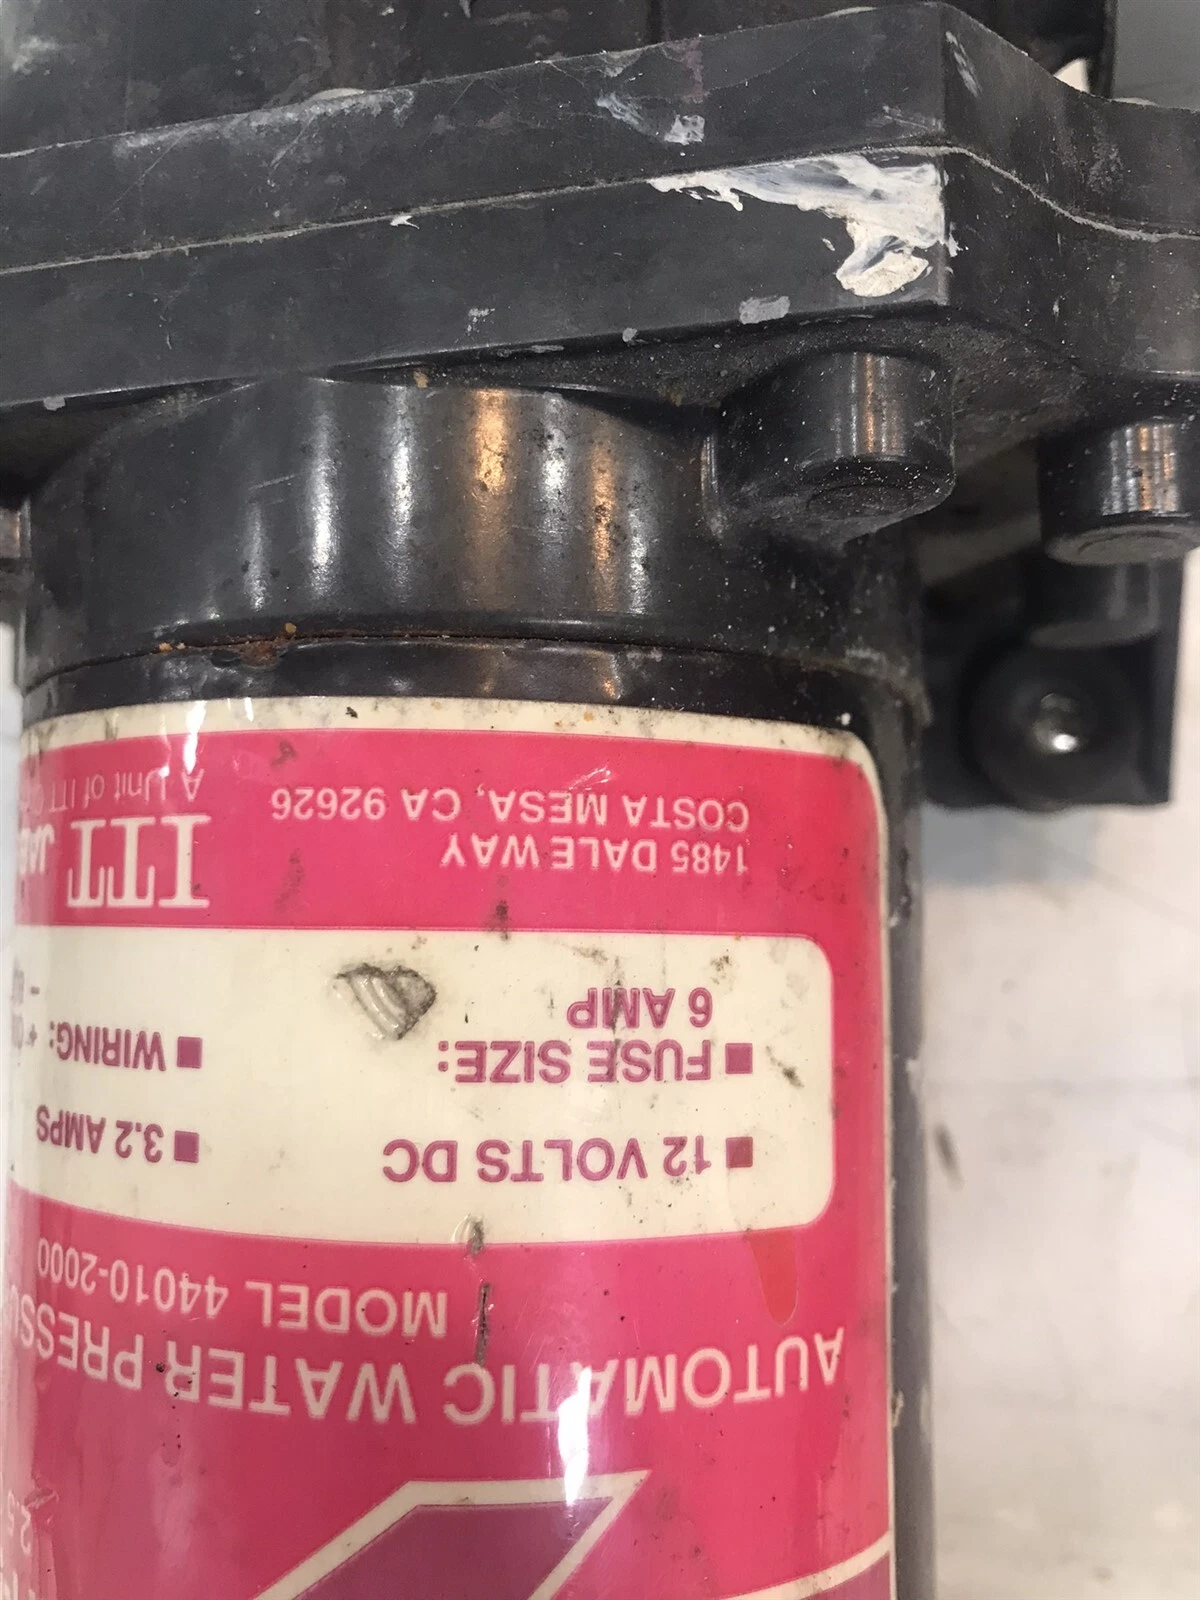 AUTOMATIC WATER
MODEL 44010-2000
■ 12 VOLTS DC
■ 3.2 AMPS
■ FUSE SIZE:
6 AMP
■ WIRING:
1485 DALE WAY
COSTA MESA, CA 92626
ITT
A Unit of ITT